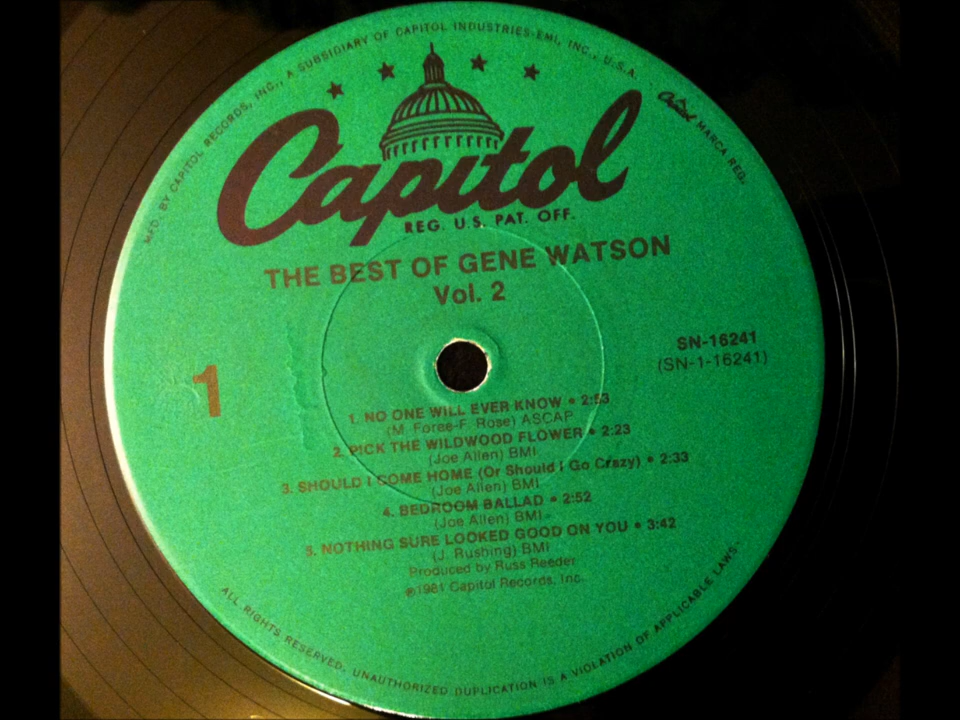 MFD. BY CAPITOL RECORDS, INC., A SUBSIDIARY OF CAPITOL INDUSTRIES-EMI, INC., U.S.A.
Capitol MARCA REG.
Capitol
REG. U.S. PAT. OFF.
THE BEST OF GENE WATSON
Vol. 2
SN-16241
(SN-1-16241)
1
1. NO ONE WILL EVER KNOW • 2:53
(M. Foree-F. Rose) ASCAP
2. PICK THE WILDWOOD FLOWER • 2:23
(Joe Allen) BMI
3. SHOULD I COME HOME (Or Should I Go Crazy) • 2:33
(Joe Allen) BMI
4. BEDROOM BALLAD • 2:52
(Joe Allen) BMI
5. NOTHING SURE LOOKED GOOD ON YOU • 3:42
(J. Rushing) BMI
Produced by Russ Reeder
℗1981 Capitol Records, Inc.
ALL RIGHTS RESERVED. UNAUTHORIZED DUPLICATION IS A VIOLATION OF APPLICABLE LAWS.